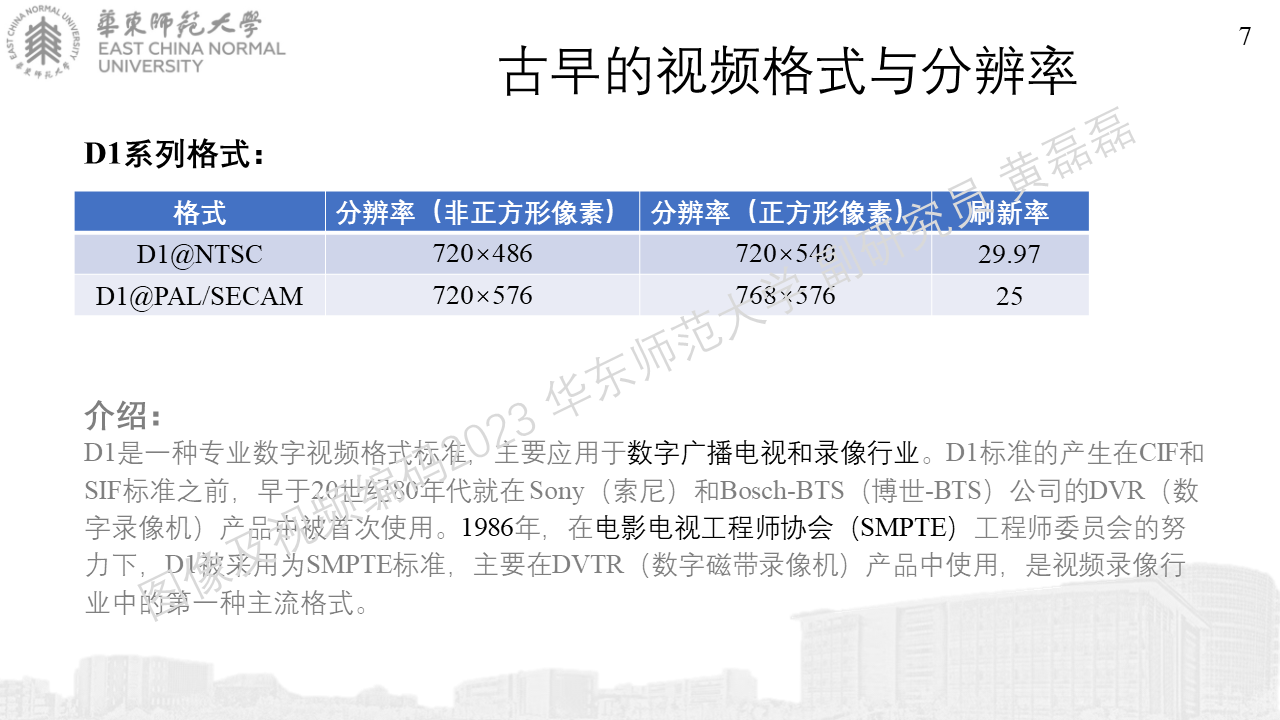 華東師範大學
EAST CHINA NORMAL
UNIVERSITY
EAST CHINA NORMAL UNIVERSITY
華東师范大学
7
古早的视频格式与分辨率
D1系列格式：
格式 分辨率（非正方形像素） 分辨率（正方形像素） 刷新率
D1@NTSC 720×486 720×540 29.97
D1@PAL/SECAM 720×576 768×576 25
介绍：
D1是一种专业数字视频格式标准，主要应用于数字广播电视和录像行业。D1标准的产生在CIF和
SIF标准之前，早于20世纪80年代就在Sony（索尼）和Bosch-BTS（博世-BTS）公司的DVR（数
字录像机）产品中被首次使用。1986年，在电影电视工程师协会（SMPTE）工程师委员会的努
力下，D1被采用为SMPTE标准，主要在DVTR（数字磁带录像机）产品中使用，是视频录像行
业中的第一种主流格式。
图像及视频编码2023 华东师范大学 副研究员 黄磊磊